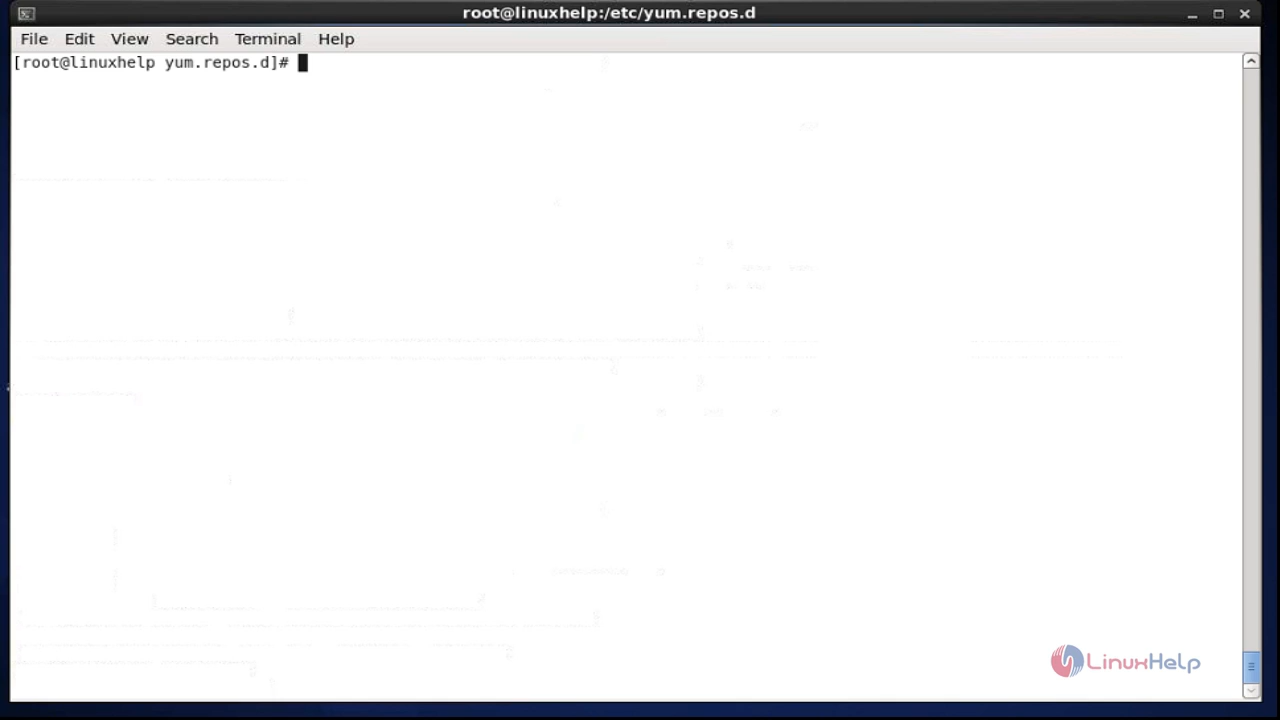 root@linuxhelp:/etc/yum.repos.d
File Edit View Search Terminal Help
[root@linuxhelp yum.repos.d]#
LinuxHelp